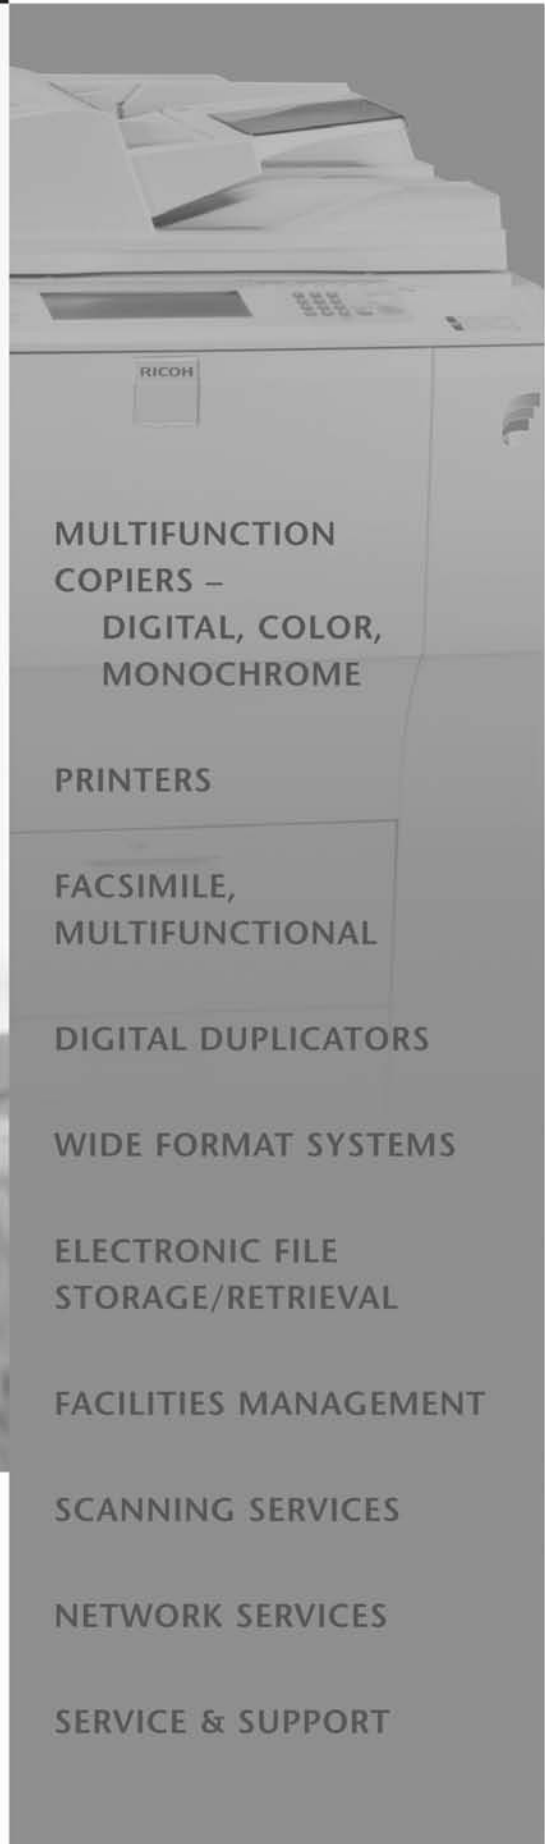 RICOH
MULTIFUNCTION
COPIERS –
DIGITAL, COLOR,
MONOCHROME
PRINTERS
FACSIMILE,
MULTIFUNCTIONAL
DIGITAL DUPLICATORS
WIDE FORMAT SYSTEMS
ELECTRONIC FILE
STORAGE/RETRIEVAL
FACILITIES MANAGEMENT
SCANNING SERVICES
NETWORK SERVICES
SERVICE & SUPPORT